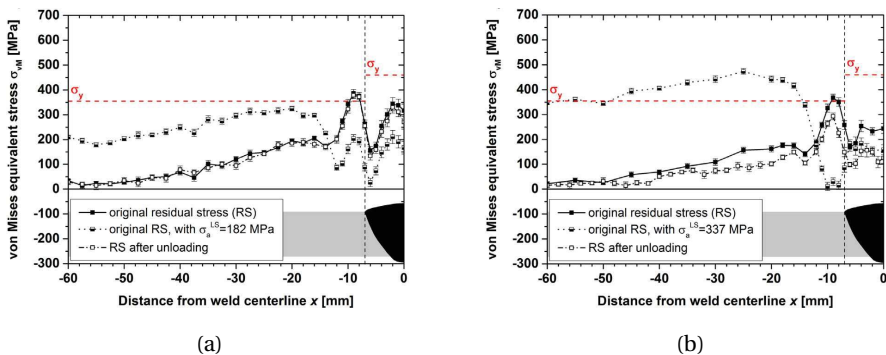 von Mises equivalent stress σvM [MPa]
700
600
500
400
300
200
100
0
-100
-200
-300
σy
σy
original residual stress (RS)
original RS, with σaLS=182 MPa
RS after unloading
-60 -50 -40 -30 -20 -10 0
Distance from weld centerline x [mm]
(a)
von Mises equivalent stress σvM [MPa]
700
600
500
400
300
200
100
0
-100
-200
-300
σy
σy
original residual stress (RS)
original RS, with σaLS=337 MPa
RS after unloading
-60 -50 -40 -30 -20 -10 0
Distance from weld centerline x [mm]
(b)